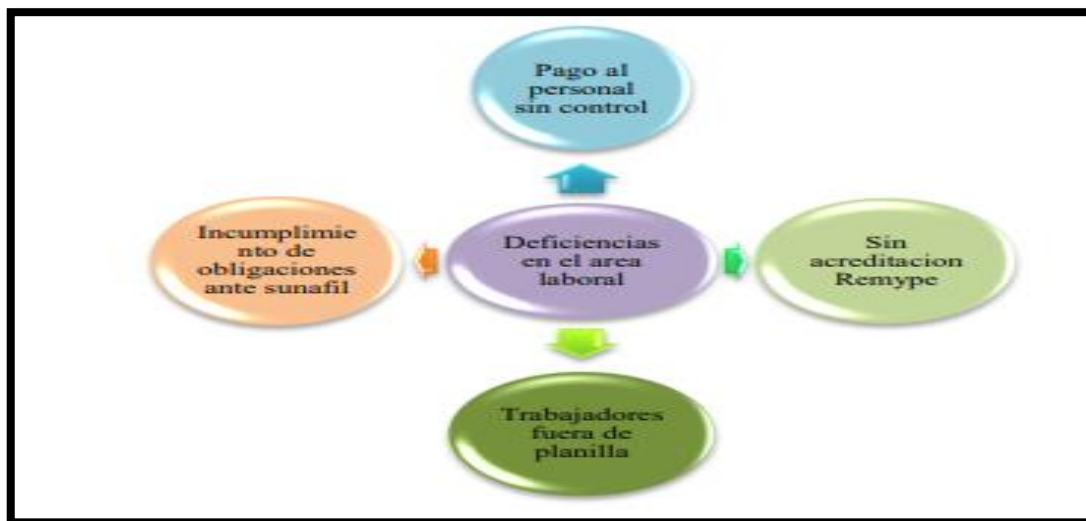 Pago al
personal
sin control
Incumplimie
nto de
obligaciones
ante sunafil
Deficiencias
en el area
laboral
Sin
acreditacion
Remype
Trabajadores
fuera de
planilla